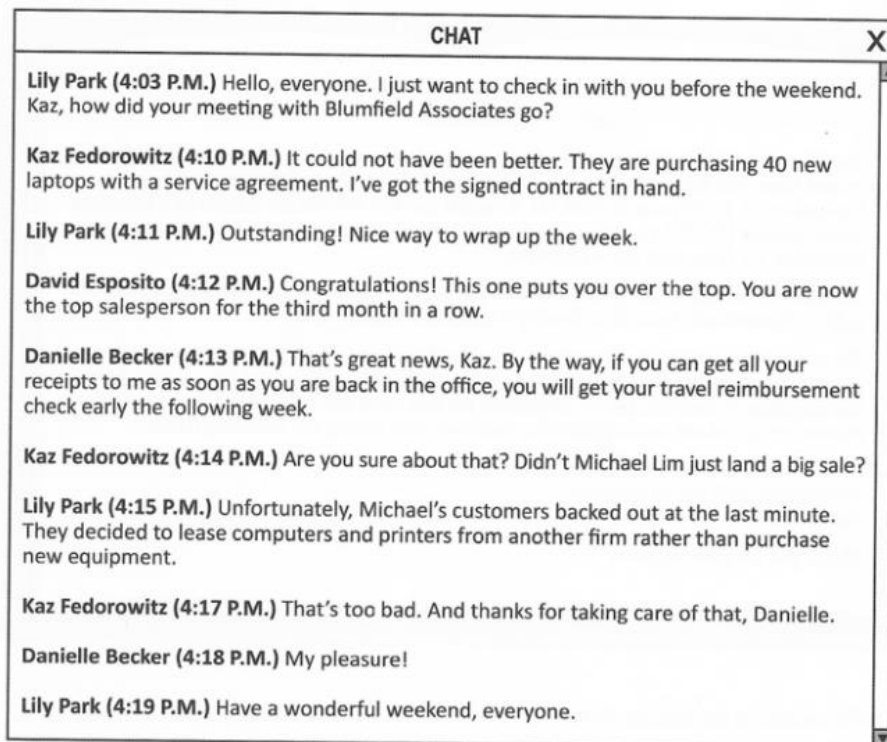 CHAT X
Lily Park (4:03 P.M.) Hello, everyone. I just want to check in with you before the weekend.
Kaz, how did your meeting with Blumfield Associates go?
Kaz Fedorowitz (4:10 P.M.) It could not have been better. They are purchasing 40 new
laptops with a service agreement. I've got the signed contract in hand.
Lily Park (4:11 P.M.) Outstanding! Nice way to wrap up the week.
David Esposito (4:12 P.M.) Congratulations! This one puts you over the top. You are now
the top salesperson for the third month in a row.
Danielle Becker (4:13 P.M.) That's great news, Kaz. By the way, if you can get all your
receipts to me as soon as you are back in the office, you will get your travel reimbursement
check early the following week.
Kaz Fedorowitz (4:14 P.M.) Are you sure about that? Didn't Michael Lim just land a big sale?
Lily Park (4:15 P.M.) Unfortunately, Michael's customers backed out at the last minute.
They decided to lease computers and printers from another firm rather than purchase
new equipment.
Kaz Fedorowitz (4:17 P.M.) That's too bad. And thanks for taking care of that, Danielle.
Danielle Becker (4:18 P.M.) My pleasure!
Lily Park (4:19 P.M.) Have a wonderful weekend, everyone.